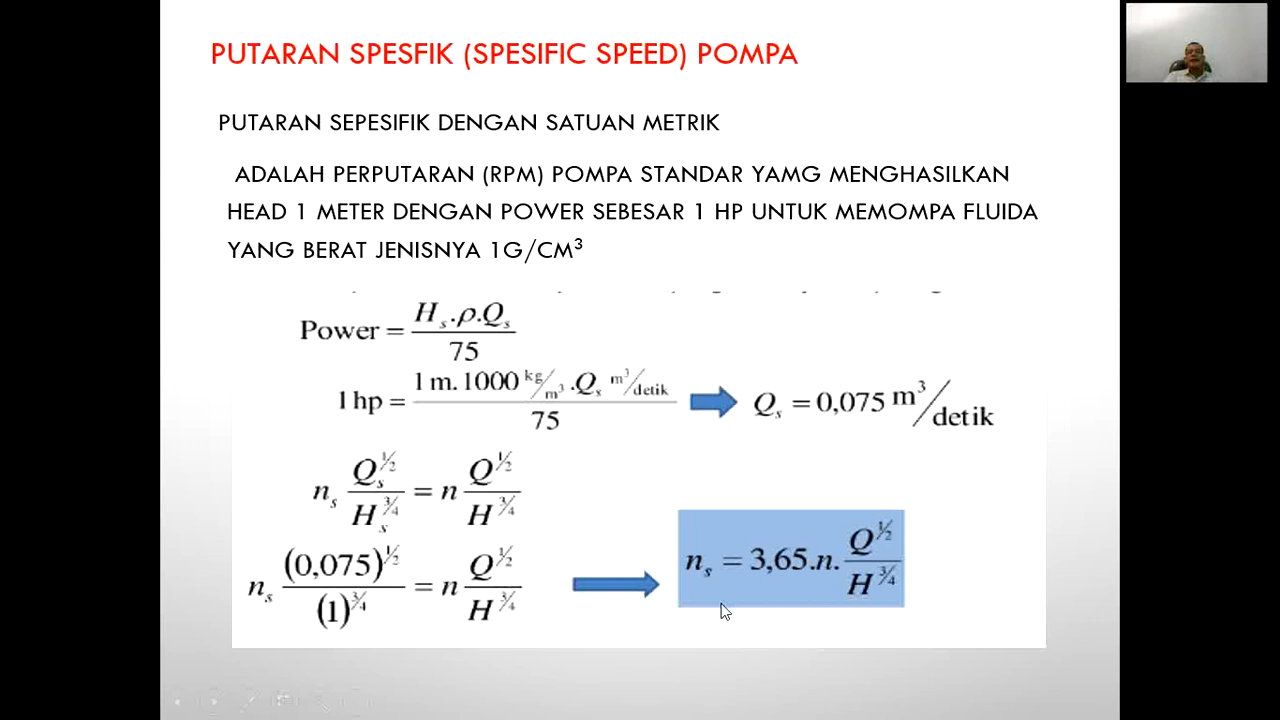 PUTARAN SPESFIK (SPESIFIC SPEED) POMPA
PUTARAN SEPESIFIK DENGAN SATUAN METRIK
ADALAH PERPUTARAN (RPM) POMPA STANDAR YAMG MENGHASILKAN
HEAD 1 METER DENGAN POWER SEBESAR 1 HP UNTUK MEMOMPA FLUIDA
YANG BERAT JENISNYA 1G/CM³
Power = H_s.ρ.Q_s / 75
1 hp = 1 m. 1000 kg/m³ .Q_s m³/detik / 75
Q_s = 0,075 m³/detik
n_s Q_s^½ / H_s^¾ = n Q^½ / H^¾
n_s (0,075)^½ / (1)^¾ = n Q^½ / H^¾
n_s = 3,65.n. Q^½ / H^¾